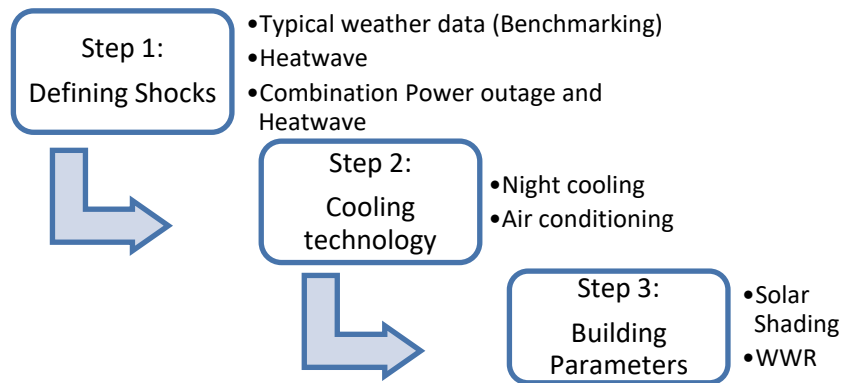 Step 1:
Defining Shocks
•Typical weather data (Benchmarking)
•Heatwave
•Combination Power outage and
Heatwave
Step 2:
Cooling
technology
•Night cooling
•Air conditioning
Step 3:
Building
Parameters
•Solar
Shading
•WWR